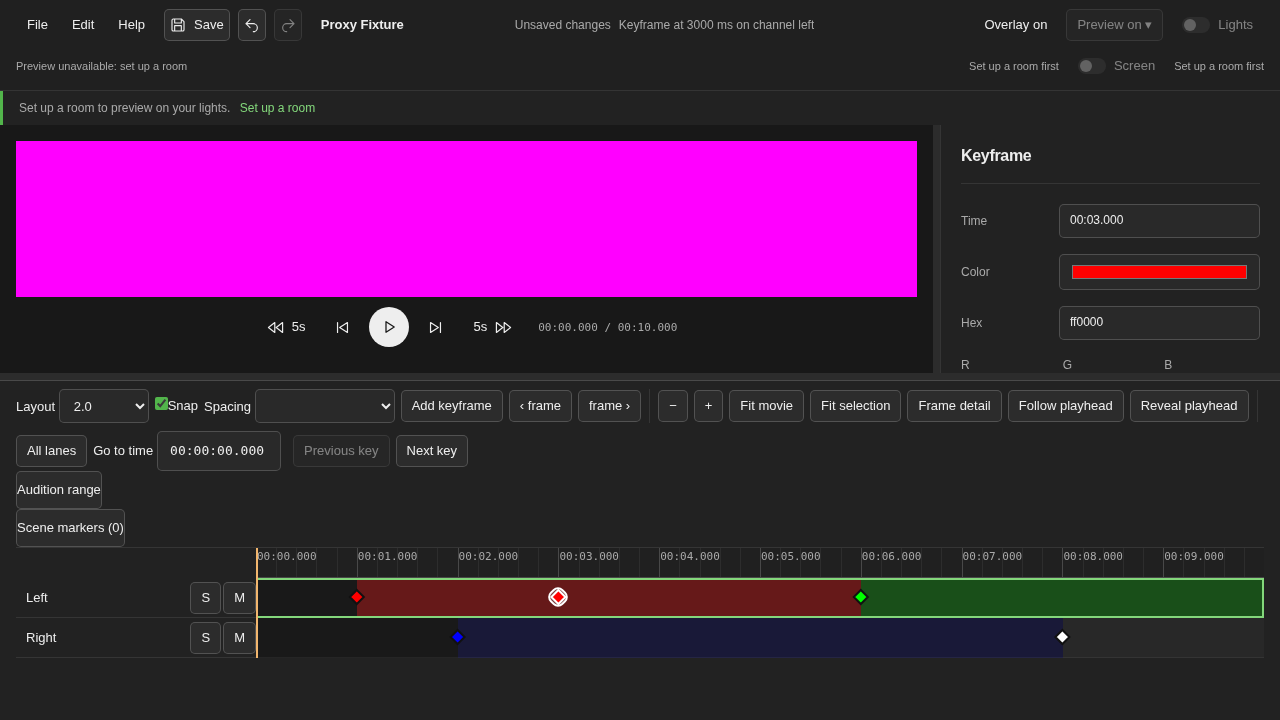 File Edit Help Save Proxy Fixture Unsaved changes Keyframe at 3000 ms on channel left Overlay on Preview on ▾ Lights
Preview unavailable: set up a room Set up a room first Screen Set up a room first
Set up a room to preview on your lights. Set up a room
Keyframe
Time 00:03.000
Color
Hex ff0000
R G B
5s 5s 00:00.000 / 00:10.000
Layout 2.0 Snap Spacing Add keyframe ‹ frame frame › − + Fit movie Fit selection Frame detail Follow playhead Reveal playhead
All lanes Go to time 00:00:00.000 Previous key Next key
Audition range
Scene markers (0)
00:00.000 00:01.000 00:02.000 00:03.000 00:04.000 00:05.000 00:06.000 00:07.000 00:08.000 00:09.000
Left S M
Right S M